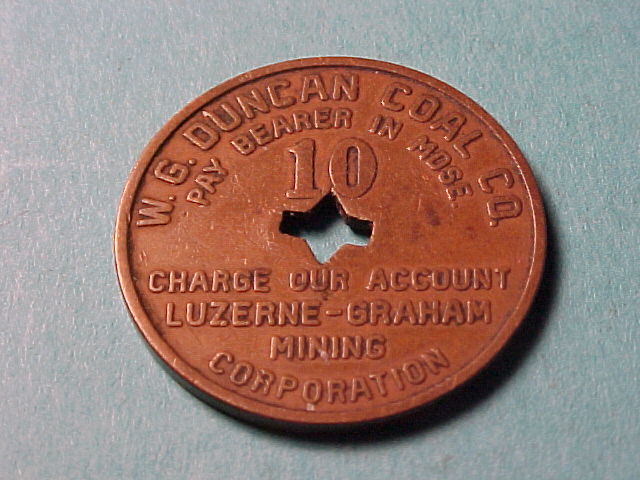 W. G. DUNCAN COAL CO.
PAY BEARER IN MDSE.
10
CHARGE OUR ACCOUNT
LUZERNE-GRAHAM
MINING
CORPORATION